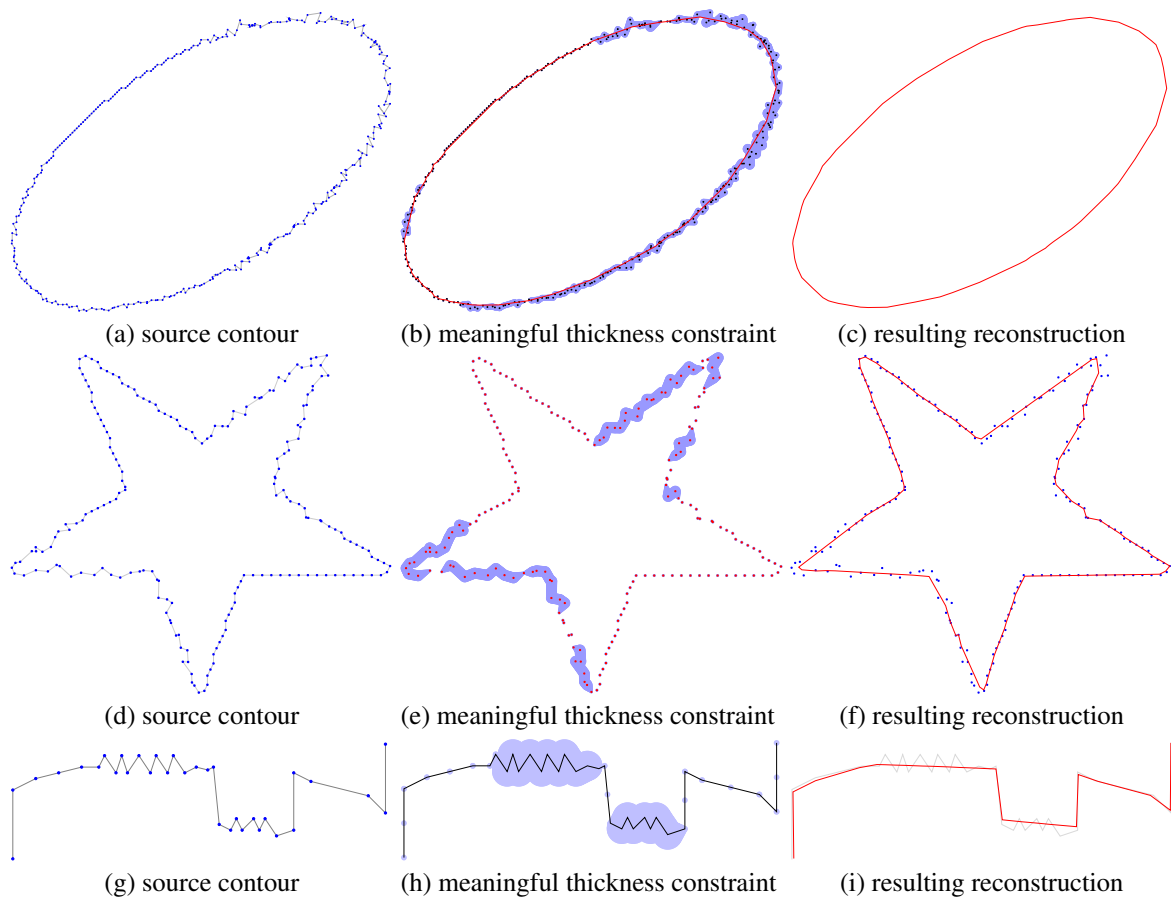 (a) source contour
(b) meaningful thickness constraint
(c) resulting reconstruction
(d) source contour
(e) meaningful thickness constraint
(f) resulting reconstruction
(g) source contour
(h) meaningful thickness constraint
(i) resulting reconstruction